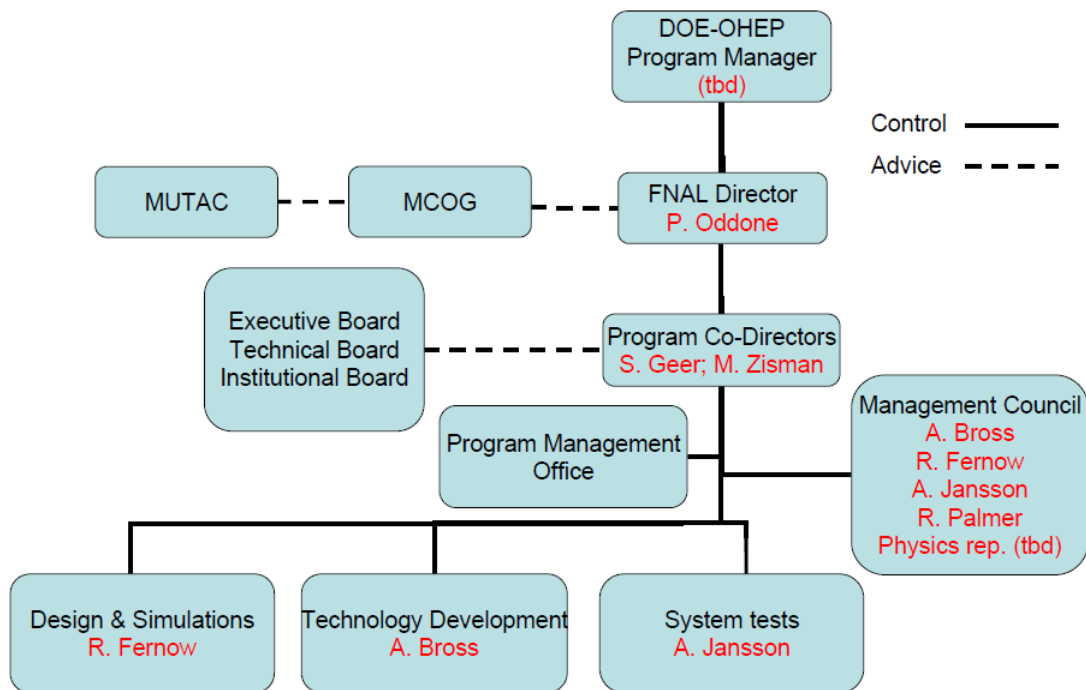 DOE-OHEP
Program Manager
(tbd)
Control
Advice
MUTAC
MCOG
FNAL Director
P. Oddone
Executive Board
Technical Board
Institutional Board
Program Co-Directors
S. Geer; M. Zisman
Program Management
Office
Management Council
A. Bross
R. Fernow
A. Jansson
R. Palmer
Physics rep. (tbd)
Design & Simulations
R. Fernow
Technology Development
A. Bross
System tests
A. Jansson